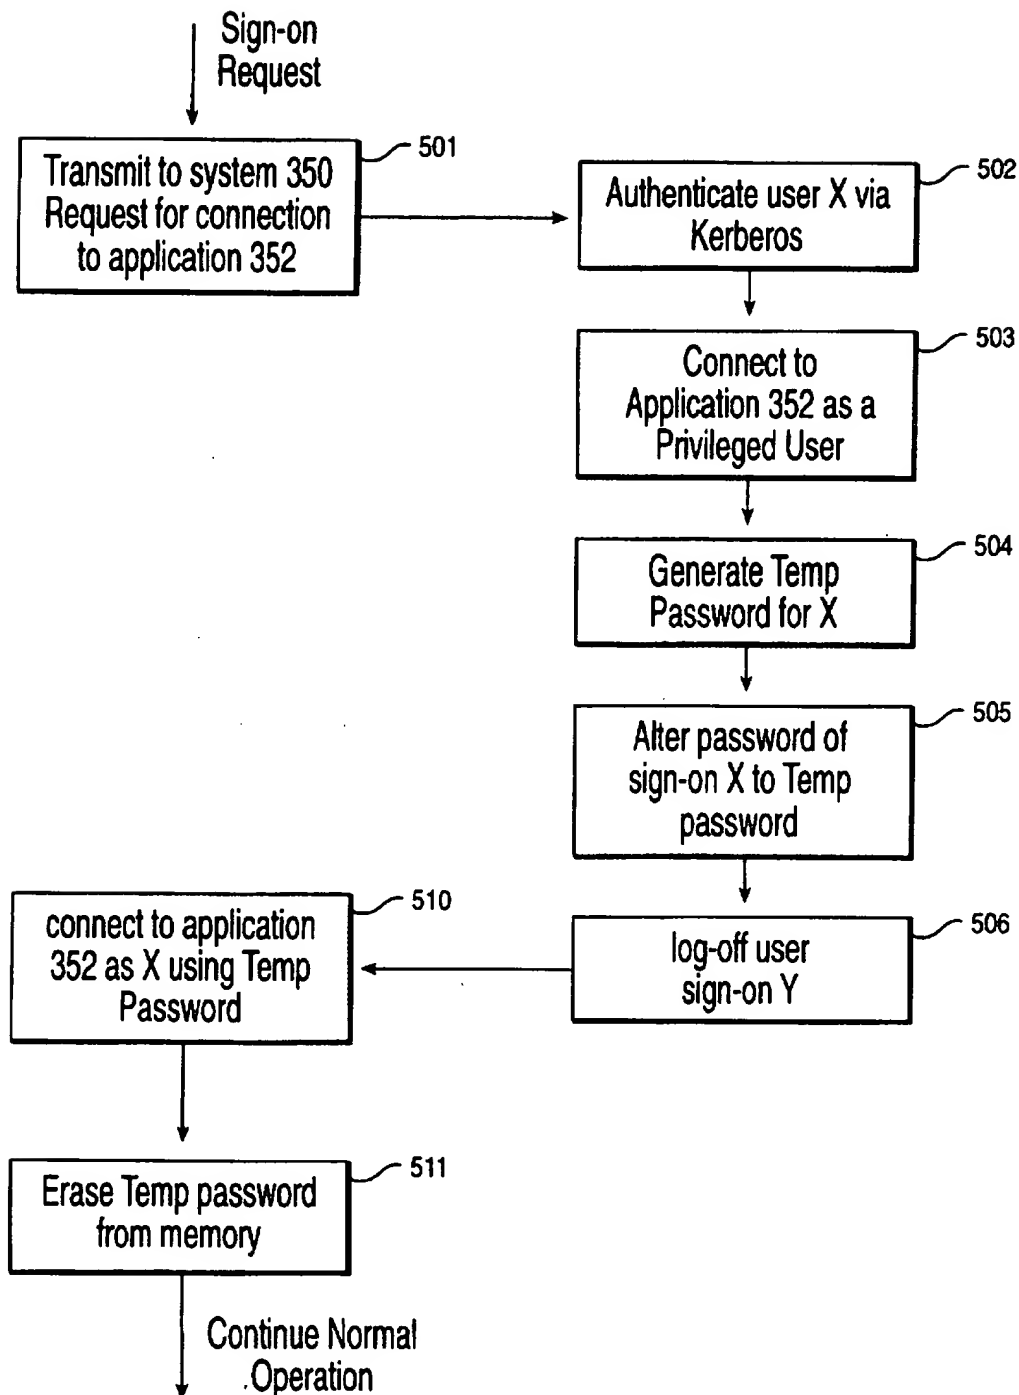 Sign-on
Request
501
Transmit to system 350
Request for connection
to application 352
502
Authenticate user X via
Kerberos
503
Connect to
Application 352 as a
Privileged User
504
Generate Temp
Password for X
505
Alter password of
sign-on X to Temp
password
506
log-off user
sign-on Y
510
connect to application
352 as X using Temp
Password
511
Erase Temp password
from memory
Continue Normal
Operation